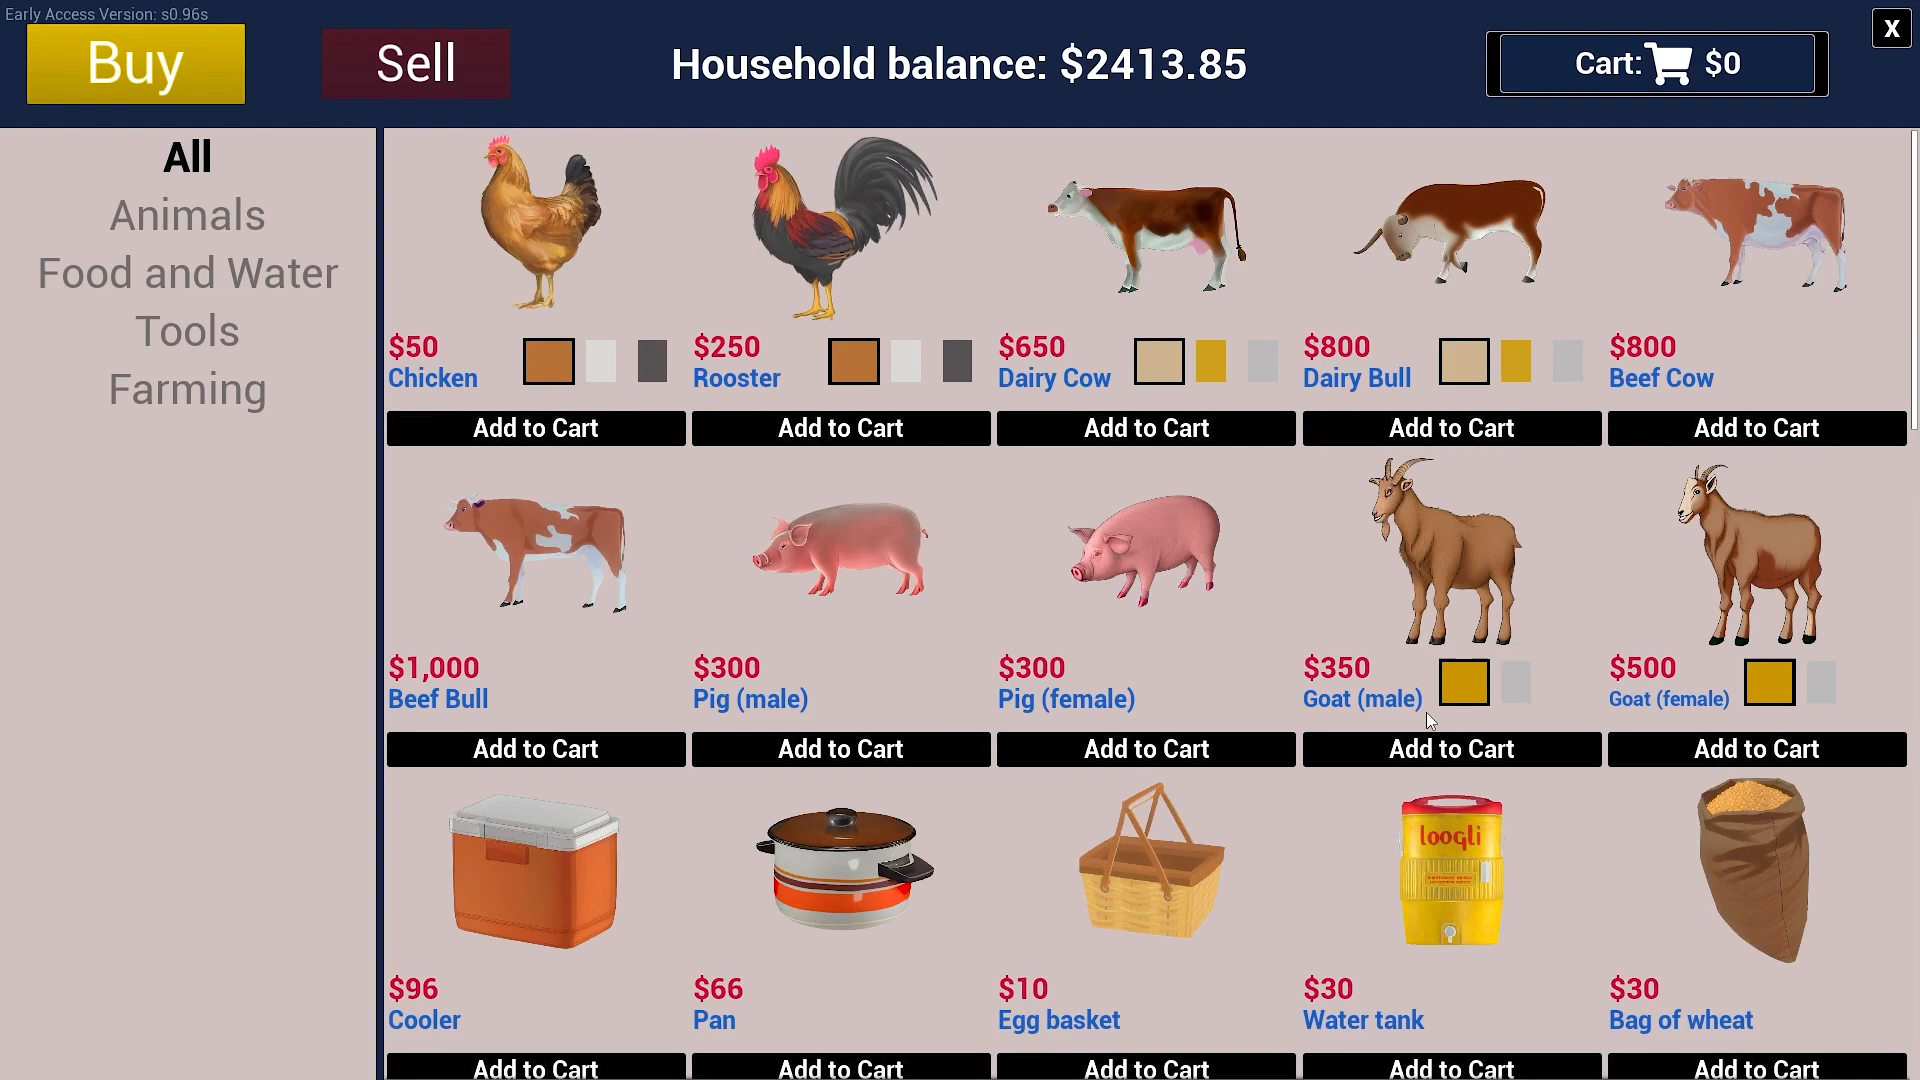 Early Access Version: s0.96s
Buy
Sell
Household balance: $2413.85
Cart: $0
X
All
Animals
Food and Water
Tools
Farming
$50
Chicken
Add to Cart
$250
Rooster
Add to Cart
$650
Dairy Cow
Add to Cart
$800
Dairy Bull
Add to Cart
$800
Beef Cow
Add to Cart
$1,000
Beef Bull
Add to Cart
$300
Pig (male)
Add to Cart
$300
Pig (female)
Add to Cart
$350
Goat (male)
Add to Cart
$500
Goat (female)
Add to Cart
$96
Cooler
Add to Cart
$66
Pan
Add to Cart
$10
Egg basket
Add to Cart
looqli
$30
Water tank
Add to Cart
$30
Bag of wheat
Add to Cart